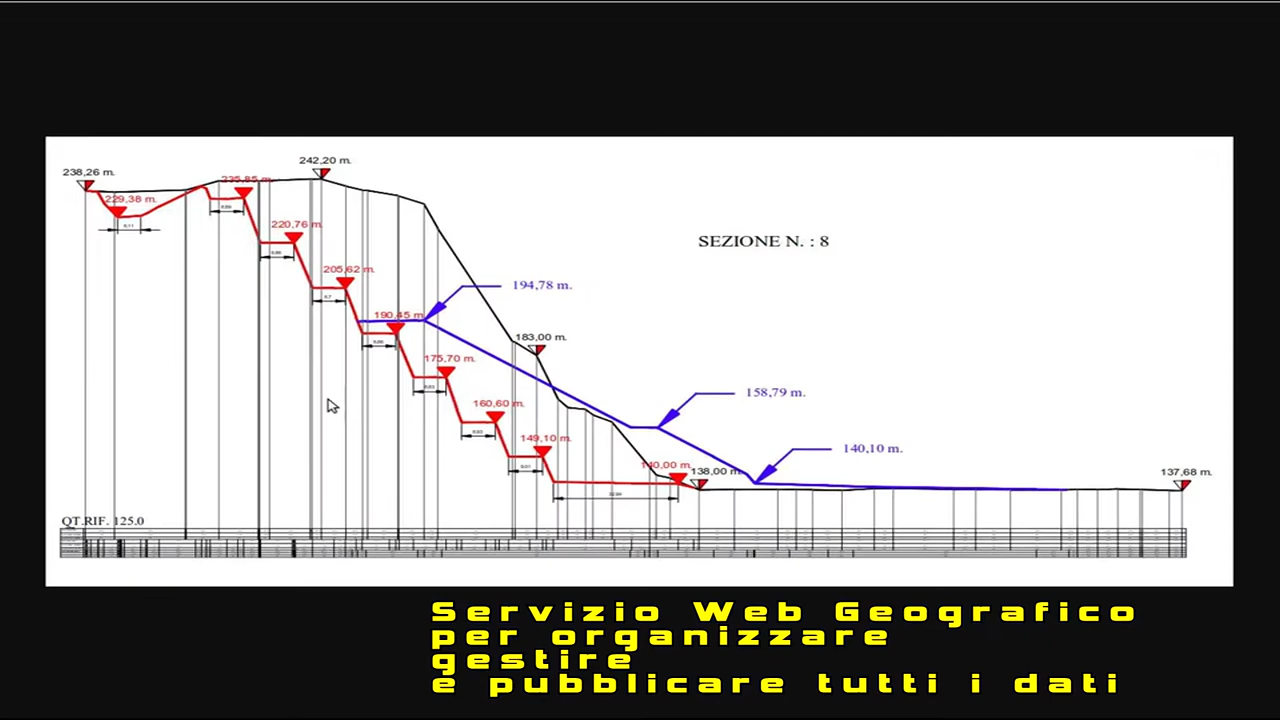 242,20 m.
238,26 m.
235,85 m.
229,38 m.
220,76 m.
SEZIONE N. : 8
205,62 m.
194,78 m.
190,45 m.
183,00 m.
175,70 m.
158,79 m.
160,60 m.
149,10 m.
140,10 m.
140,00 m.
138,00 m.
137,68 m.
QT.RIF. 125.0
Servizio Web Geografico
per organizzare
gestire
e pubblicare tutti i dati